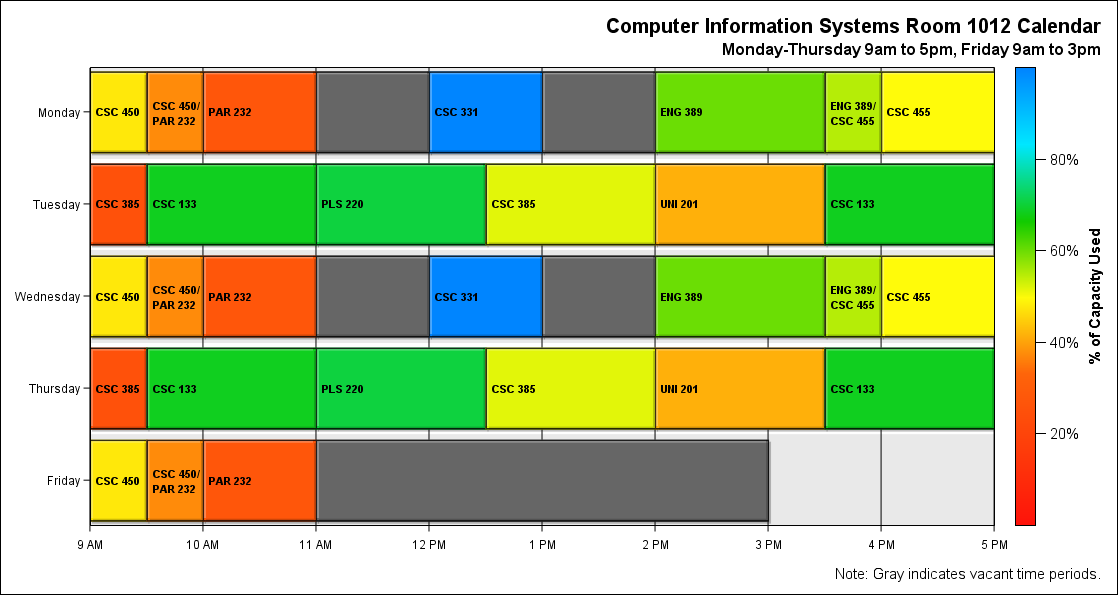 Computer Information Systems Room 1012 Calendar
Monday-Thursday 9am to 5pm, Friday 9am to 3pm
Monday
CSC 450
CSC 450/
PAR 232
PAR 232
CSC 331
ENG 389
ENG 389/
CSC 455
CSC 455
Tuesday
CSC 385
CSC 133
PLS 220
CSC 385
UNI 201
CSC 133
Wednesday
CSC 450
CSC 450/
PAR 232
PAR 232
CSC 331
ENG 389
ENG 389/
CSC 455
CSC 455
Thursday
CSC 385
CSC 133
PLS 220
CSC 385
UNI 201
CSC 133
Friday
CSC 450
CSC 450/
PAR 232
PAR 232
9 AM
10 AM
11 AM
12 PM
1 PM
2 PM
3 PM
4 PM
5 PM
80%
60%
40%
20%
% of Capacity Used
Note: Gray indicates vacant time periods.